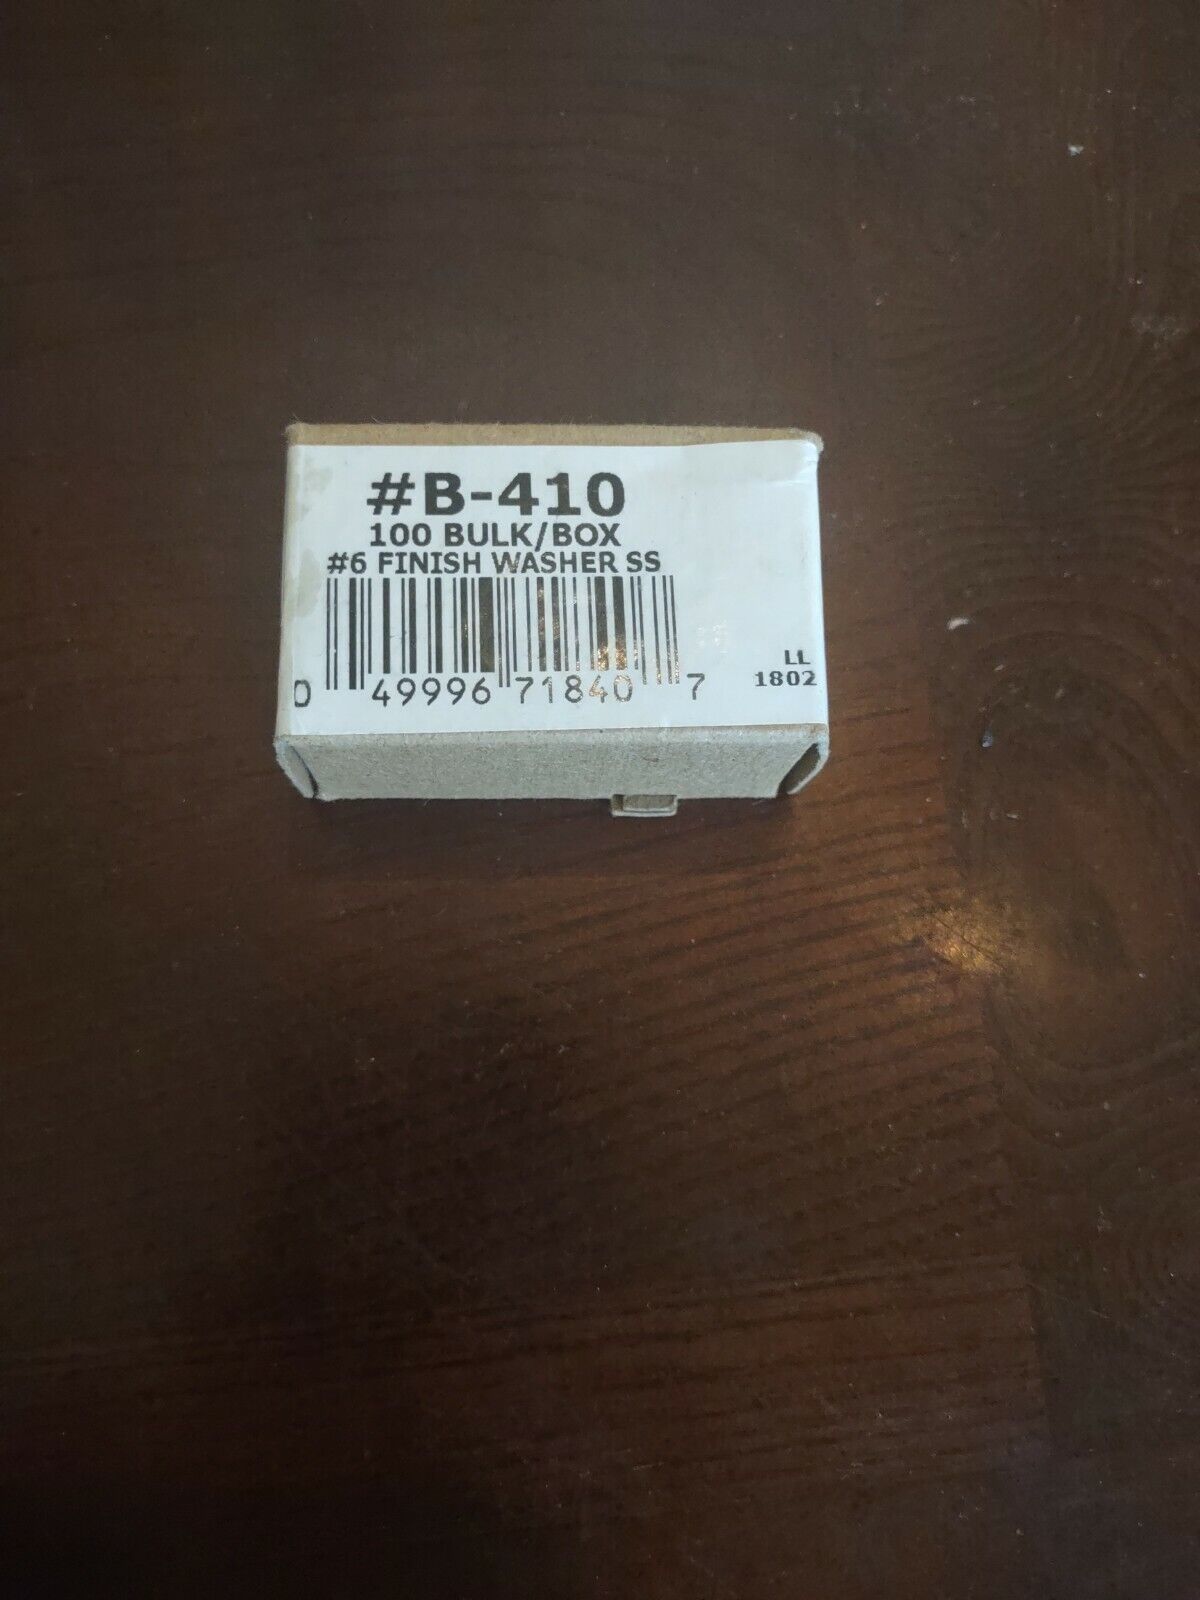 #B-410
100 BULK/BOX
#6 FINISH WASHER SS
0 49996 71840 7
LL
1802